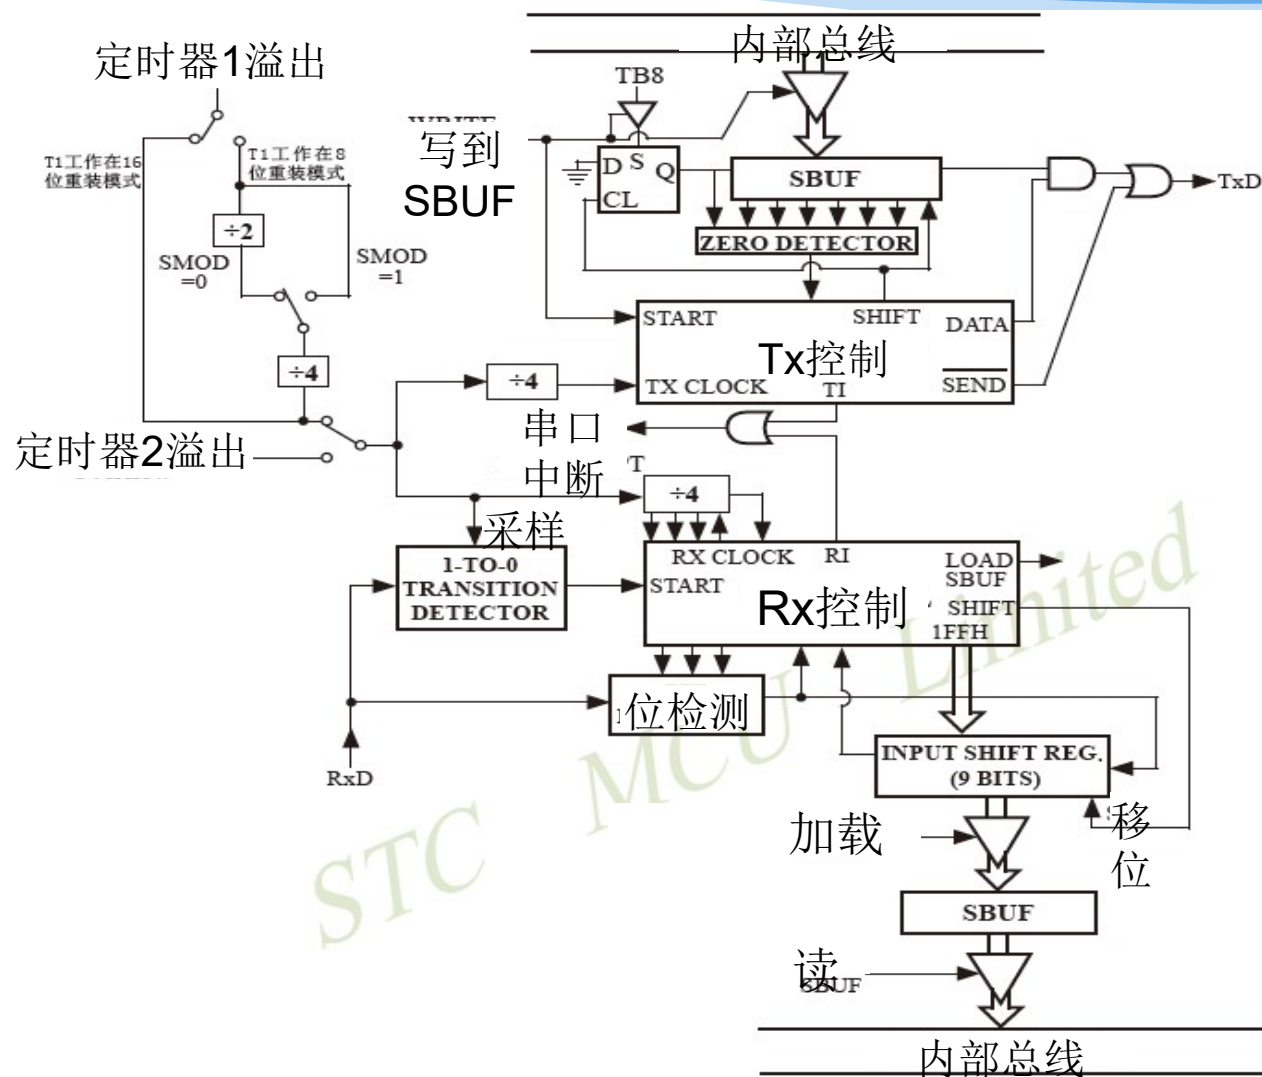 内部总线
定时器1溢出
TB8
T1工作在16
位重装模式
T1工作在8
位重装模式
写到
SBUF
D S Q
CL
SBUF
TxD
÷2
ZERO DETECTOR
SMOD
=0
SMOD
=1
START
SHIFT
DATA
Tx控制
÷4
÷4
TX CLOCK
TI
SEND
串口
中断
定时器2溢出
÷4
采样
RX CLOCK
RI
LOAD
SBUF
1-TO-0
TRANSITION
DETECTOR
START
Rx控制
SHIFT
1FFH
位检测
RxD
INPUT SHIFT REG.
(9 BITS)
加载
移
位
SBUF
读
SBUF
内部总线
STC MCU Limited